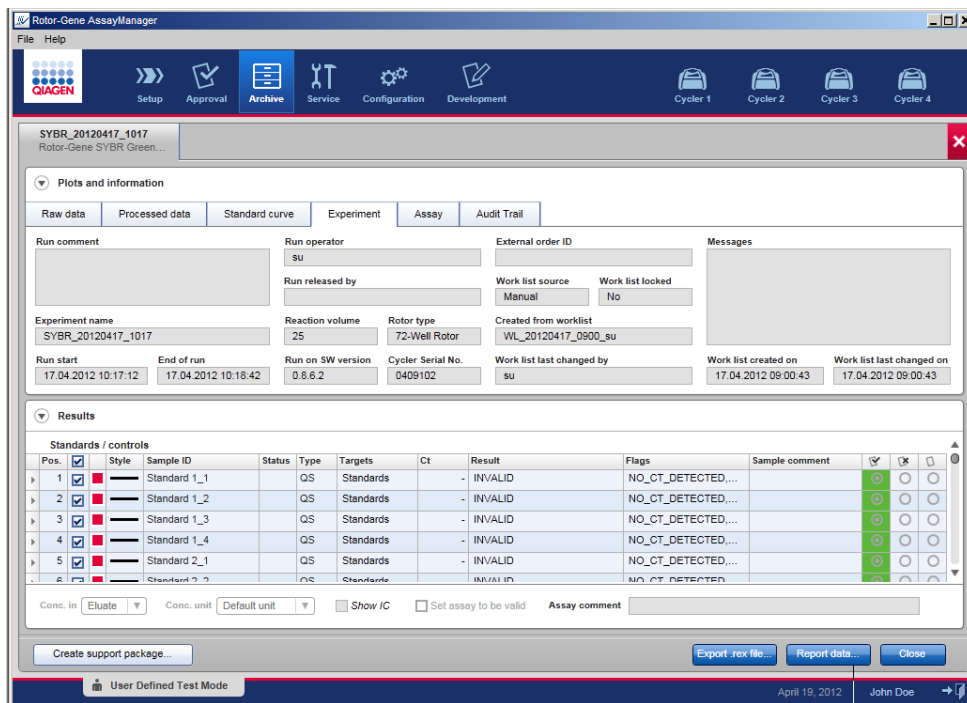 Rotor-Gene AssayManager
File Help
QIAGEN
Setup Approval Archive Service Configuration Development Cycler 1 Cycler 2 Cycler 3 Cycler 4
SYBR_20120417_1017
Rotor-Gene SYBR Green...
Plots and information
Raw data Processed data Standard curve Experiment Assay Audit Trail
Run comment Run operator External order ID Messages
su
Run released by Work list source Work list locked
Manual No
Experiment name Reaction volume Rotor type Created from worklist
SYBR_20120417_1017 25 72-Well Rotor WL_20120417_0900_su
Run start End of run Run on SW version Cycler Serial No. Work list last changed by Work list created on Work list last changed on
17.04.2012 10:17:12 17.04.2012 10:18:42 0.8.6.2 0409102 su 17.04.2012 09:00:43 17.04.2012 09:00:43
Results
Standards / controls
Pos. Style Sample ID Status Type Targets Ct Result Flags Sample comment
1 Standard 1_1 QS Standards - INVALID NO_CT_DETECTED,...
2 Standard 1_2 QS Standards - INVALID NO_CT_DETECTED,...
3 Standard 1_3 QS Standards - INVALID NO_CT_DETECTED,...
4 Standard 1_4 QS Standards - INVALID NO_CT_DETECTED,...
5 Standard 2_1 QS Standards - INVALID NO_CT_DETECTED,...
6 Standard 2_2 QS Standards - INVALID NO_CT_DETECTED,...
Conc. in Eluate Conc. unit Default unit Show IC Set assay to be valid Assay comment
Create support package... Export .rex file... Report data... Close
User Defined Test Mode April 19, 2012 John Doe